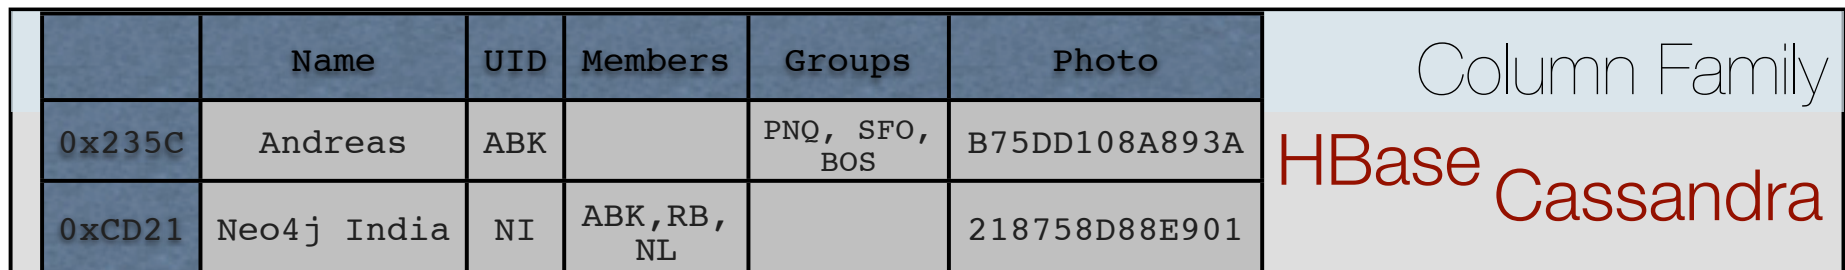 Name UID Members Groups Photo
0x235C Andreas ABK PNQ, SFO, BOS B75DD108A893A
0xCD21 Neo4j India NI ABK,RB, NL 218758D88E901
Column Family
HBase
Cassandra